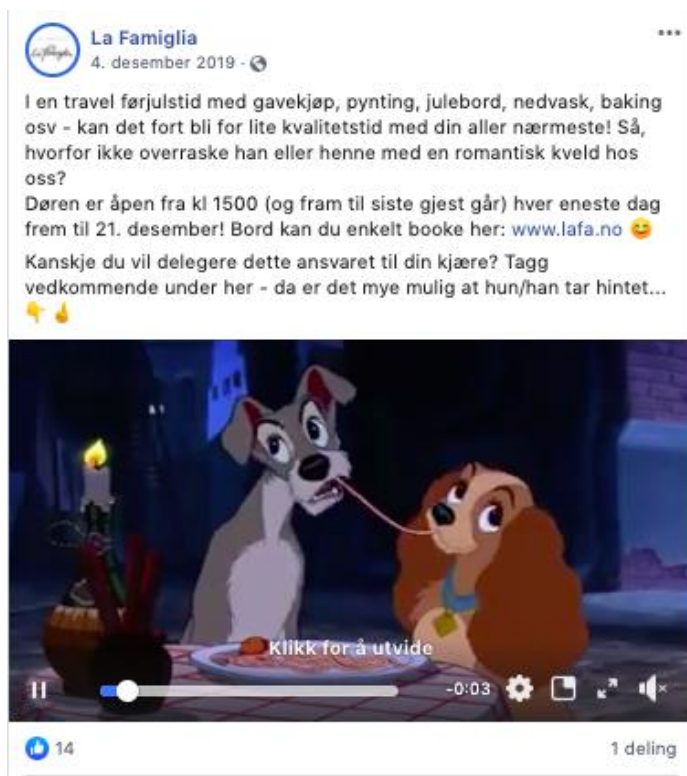 La Famiglia
4. desember 2019 ·
I en travel førjulstid med gavekjøp, pynting, julebord, nedvask, baking
osv - kan det fort bli for lite kvalitetstid med din aller nærmeste! Så,
hvorfor ikke overraske han eller henne med en romantisk kveld hos
oss?
Døren er åpen fra kl 1500 (og fram til siste gjest går) hver eneste dag
frem til 21. desember! Bord kan du enkelt booke her: www.lafa.no 😊
Kanskje du vil delegere dette ansvaret til din kjære? Tagg
vedkommende under her - da er det mye mulig at hun/han tar hintet...
👇☝️
Klikk for å utvide
-0:03
14
1 deling